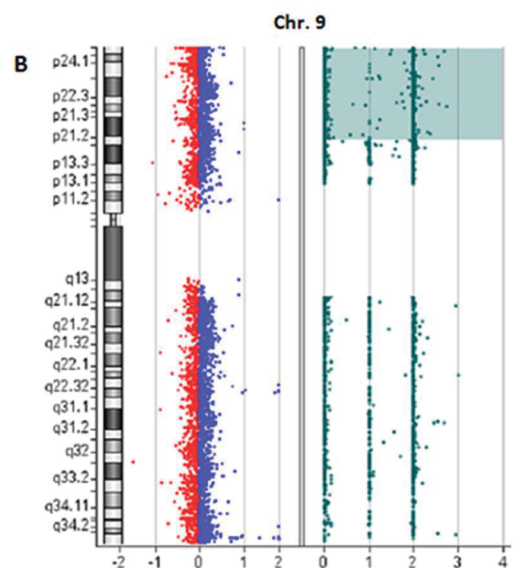 Chr. 9
B
p24.1
p22.3
p21.3
p21.2
p13.3
p13.1
p11.2
q13
q21.12
q21.2
q21.32
q22.1
q22.32
q31.1
q31.2
q32
q33.2
q34.11
q34.2
-2 -1 0 1 2 0 1 2 3 4